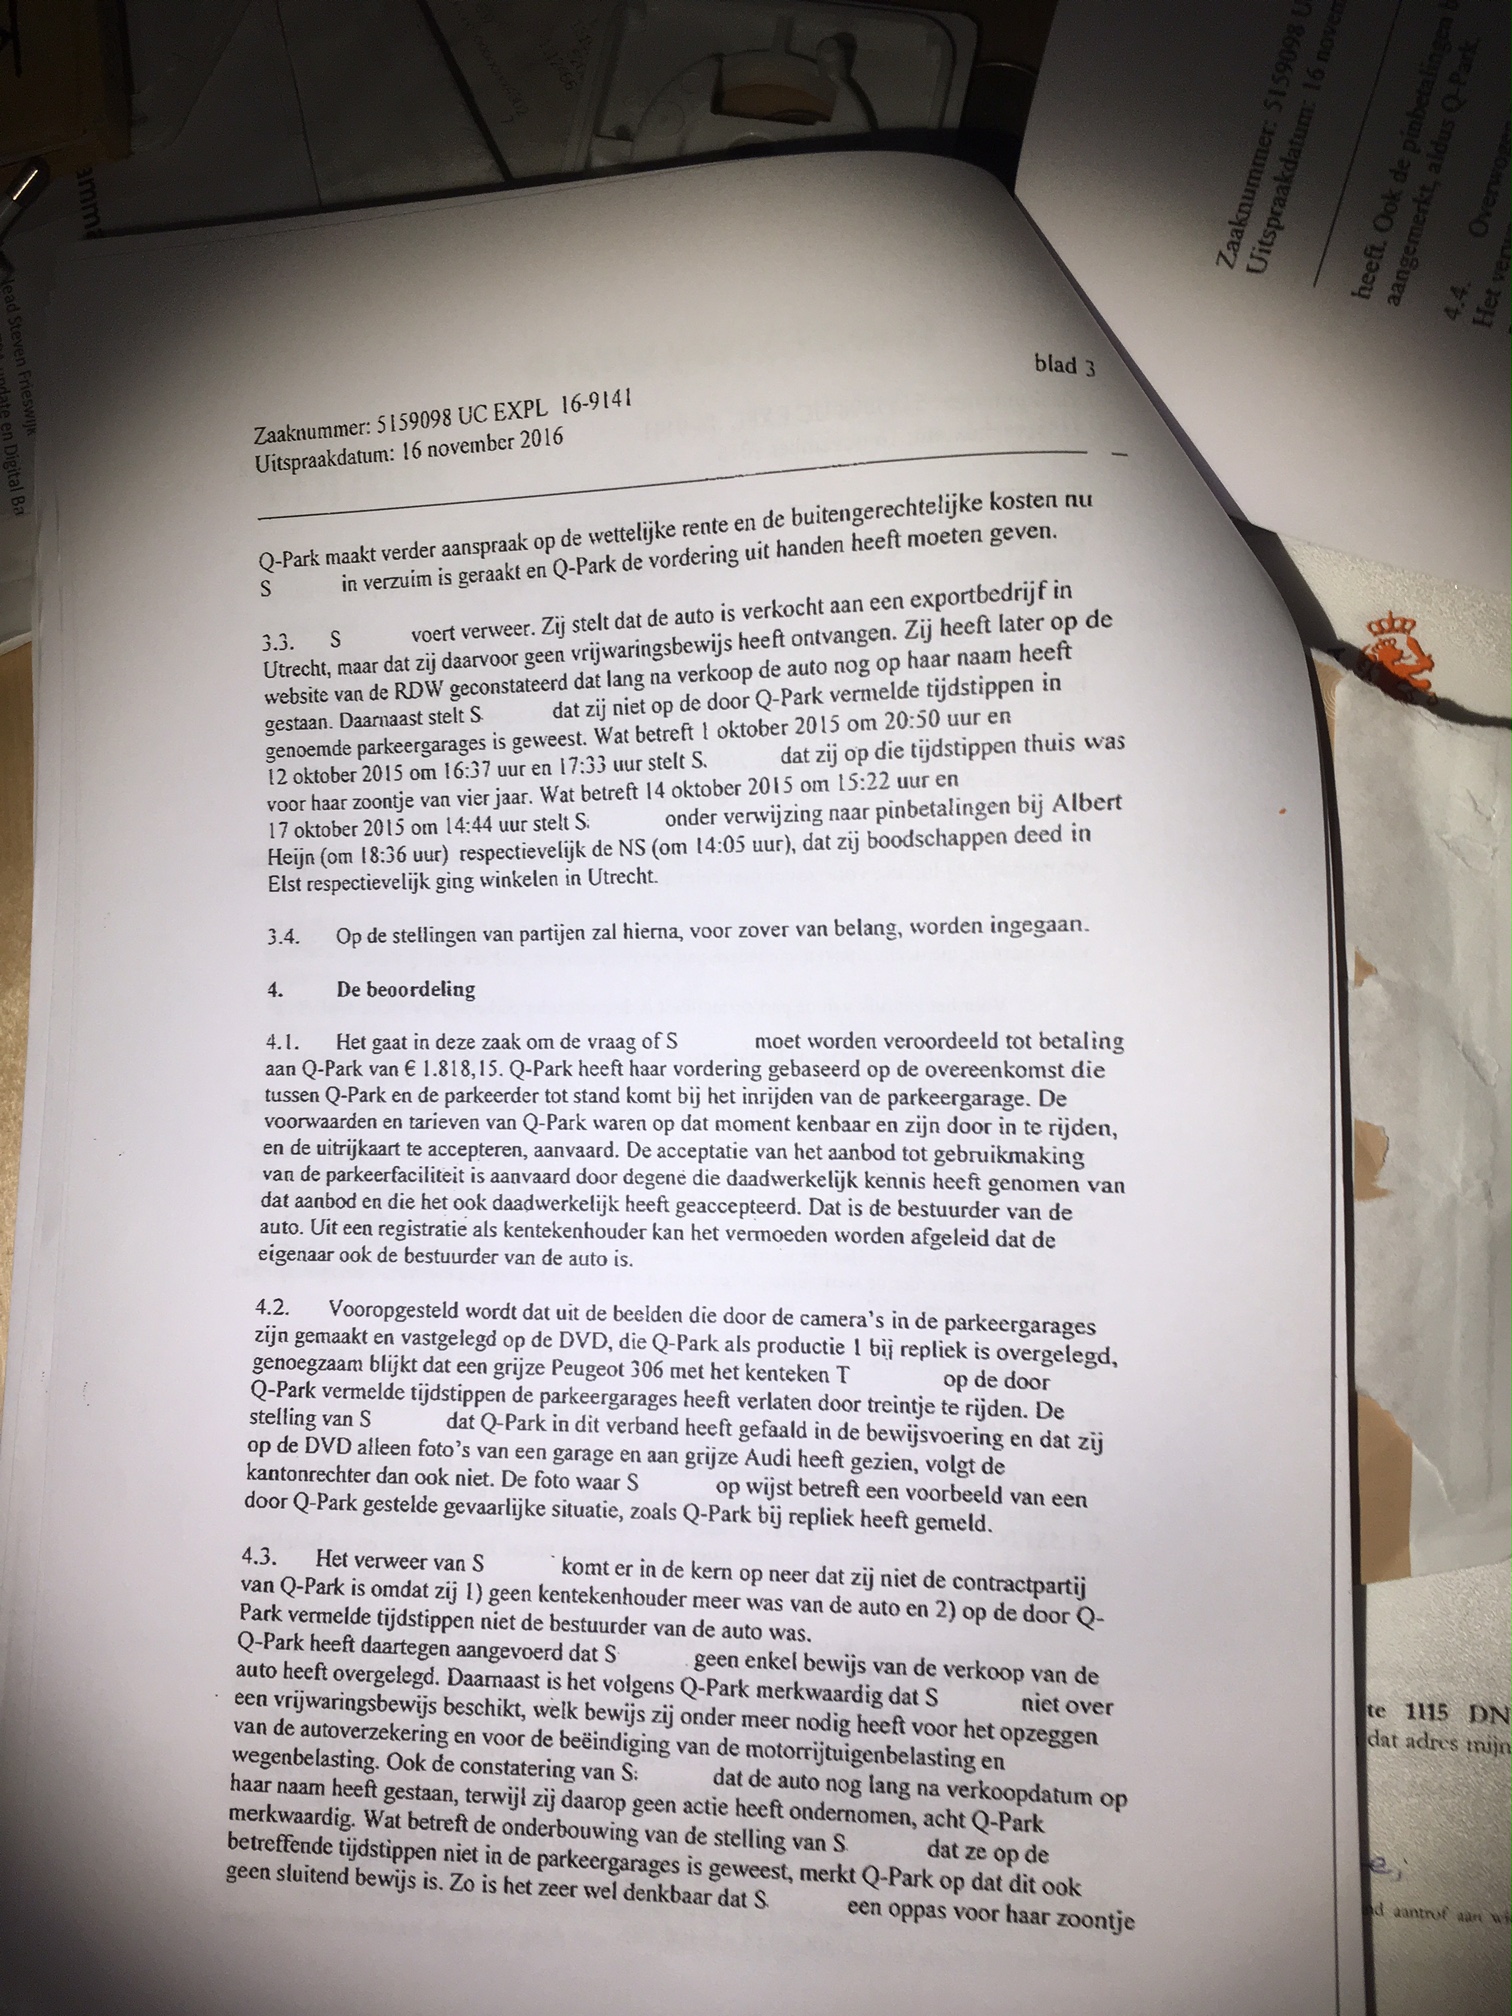 blad 3
Zaaknummer: 5159098 UC EXPL 16-9141
Uitspraakdatum: 16 november 2016
Q-Park maakt verder aanspraak op de wettelijke rente en de buitengerechtelijke kosten nu
S in verzuim is geraakt en Q-Park de vordering uit handen heeft moeten geven.
3.3. S voert verweer. Zij stelt dat de auto is verkocht aan een exportbedrijf in
Utrecht, maar dat zij daarvoor geen vrijwaringsbewijs heeft ontvangen. Zij heeft later op de
website van de RDW geconstateerd dat lang na verkoop de auto nog op haar naam heeft
gestaan. Daarnaast stelt S dat zij niet op de door Q-Park vermelde tijdstippen in
genoemde parkeergarages is geweest. Wat betreft 1 oktober 2015 om 20:50 uur en
12 oktober 2015 om 16:37 uur en 17:33 uur stelt S. dat zij op die tijdstippen thuis was
voor haar zoontje van vier jaar. Wat betreft 14 oktober 2015 om 15:22 uur en
17 oktober 2015 om 14:44 uur stelt S. onder verwijzing naar pinbetalingen bij Albert
Heijn (om 18:36 uur) respectievelijk de NS (om 14:05 uur), dat zij boodschappen deed in
Elst respectievelijk ging winkelen in Utrecht.
3.4. Op de stellingen van partijen zal hierna, voor zover van belang, worden ingegaan.
4. De beoordeling
4.1. Het gaat in deze zaak om de vraag of S moet worden veroordeeld tot betaling
aan Q-Park van € 1.818,15. Q-Park heeft haar vordering gebaseerd op de overeenkomst die
tussen Q-Park en de parkeerder tot stand komt bij het inrijden van de parkeergarage. De
voorwaarden en tarieven van Q-Park waren op dat moment kenbaar en zijn door in te rijden,
en de uitrijkaart te accepteren, aanvaard. De acceptatie van het aanbod tot gebruikmaking
van de parkeerfaciliteit is aanvaard door degene die daadwerkelijk kennis heeft genomen van
dat aanbod en die het ook daadwerkelijk heeft geaccepteerd. Dat is de bestuurder van de
auto. Uit een registratie als kentekenhouder kan het vermoeden worden afgeleid dat de
eigenaar ook de bestuurder van de auto is.
4.2. Vooropgesteld wordt dat uit de beelden die door de camera's in de parkeergarages
zijn gemaakt en vastgelegd op de DVD, die Q-Park als productie 1 bij repliek is overgelegd,
genoegzaam blijkt dat een grijze Peugeot 306 met het kenteken T op de door
Q-Park vermelde tijdstippen de parkeergarages heeft verlaten door treintje te rijden. De
stelling van S dat Q-Park in dit verband heeft gefaald in de bewijsvoering en dat zij
op de DVD alleen foto's van een garage en aan grijze Audi heeft gezien, volgt de
kantonrechter dan ook niet. De foto waar S op wijst betreft een voorbeeld van een
door Q-Park gestelde gevaarlijke situatie, zoals Q-Park bij repliek heeft gemeld.
4.3. Het verweer van S komt er in de kern op neer dat zij niet de contractpartij
van Q-Park is omdat zij 1) geen kentekenhouder meer was van de auto en 2) op de door Q-
Park vermelde tijdstippen niet de bestuurder van de auto was.
Q-Park heeft daartegen aangevoerd dat S geen enkel bewijs van de verkoop van de
auto heeft overgelegd. Daarnaast is het volgens Q-Park merkwaardig dat S niet over
een vrijwaringsbewijs beschikt, welk bewijs zij onder meer nodig heeft voor het opzeggen
van de autoverzekering en voor de beëindiging van de motorrijtuigenbelasting en
wegenbelasting. Ook de constatering van S: dat de auto nog lang na verkoopdatum op
haar naam heeft gestaan, terwijl zij daarop geen actie heeft ondernomen, acht Q-Park
merkwaardig. Wat betreft de onderbouwing van de stelling van S dat ze op de
betreffende tijdstippen niet in de parkeergarages is geweest, merkt Q-Park op dat dit ook
geen sluitend bewijs is. Zo is het zeer wel denkbaar dat S. een oppas voor haar zoontje
Zaaknummer: 5159098
Uitspraakdatum: 16
heeft. Ook de pinbetalingen
aangemerkt, aldus Q-Park.
4.4.
Het
Steven Frieswijk
update en Digital
te 1115 DN
dat adres mijn
aantrof aan